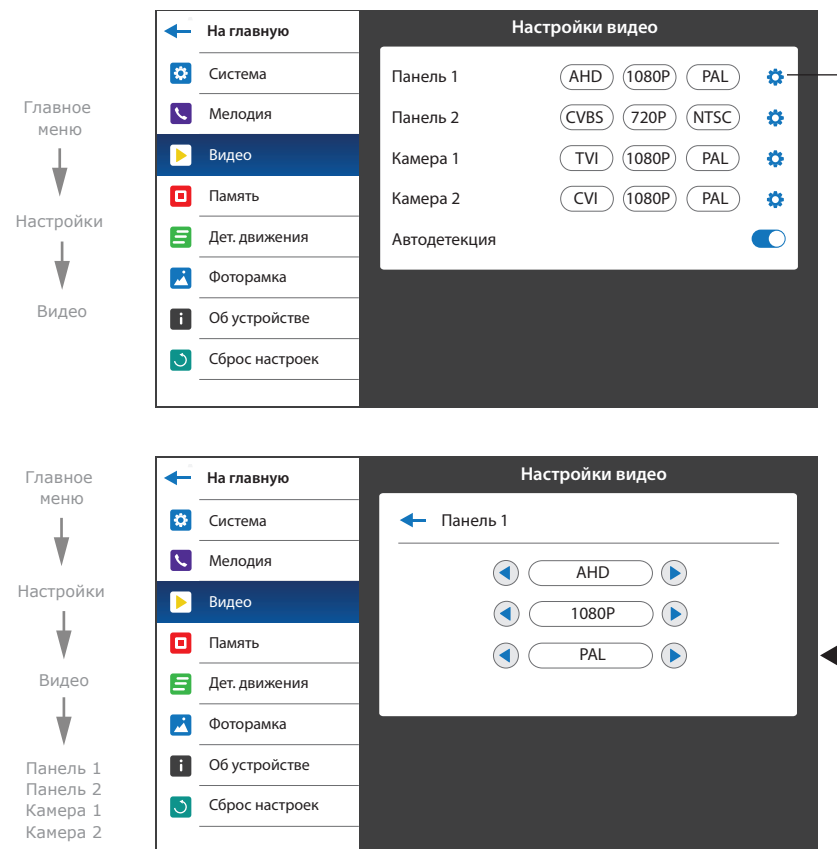 Главное
меню
Настройки
Видео
На главную
Система
Мелодия
Видео
Память
Дет. движения
Фоторамка
Об устройстве
Сброс настроек
Настройки видео
Панель 1 AHD 1080P PAL
Панель 2 CVBS 720P NTSC
Камера 1 TVI 1080P PAL
Камера 2 CVI 1080P PAL
Автодетекция
Главное
меню
Настройки
Видео
Панель 1
Панель 2
Камера 1
Камера 2
На главную
Система
Мелодия
Видео
Память
Дет. движения
Фоторамка
Об устройстве
Сброс настроек
Настройки видео
Панель 1
AHD
1080P
PAL